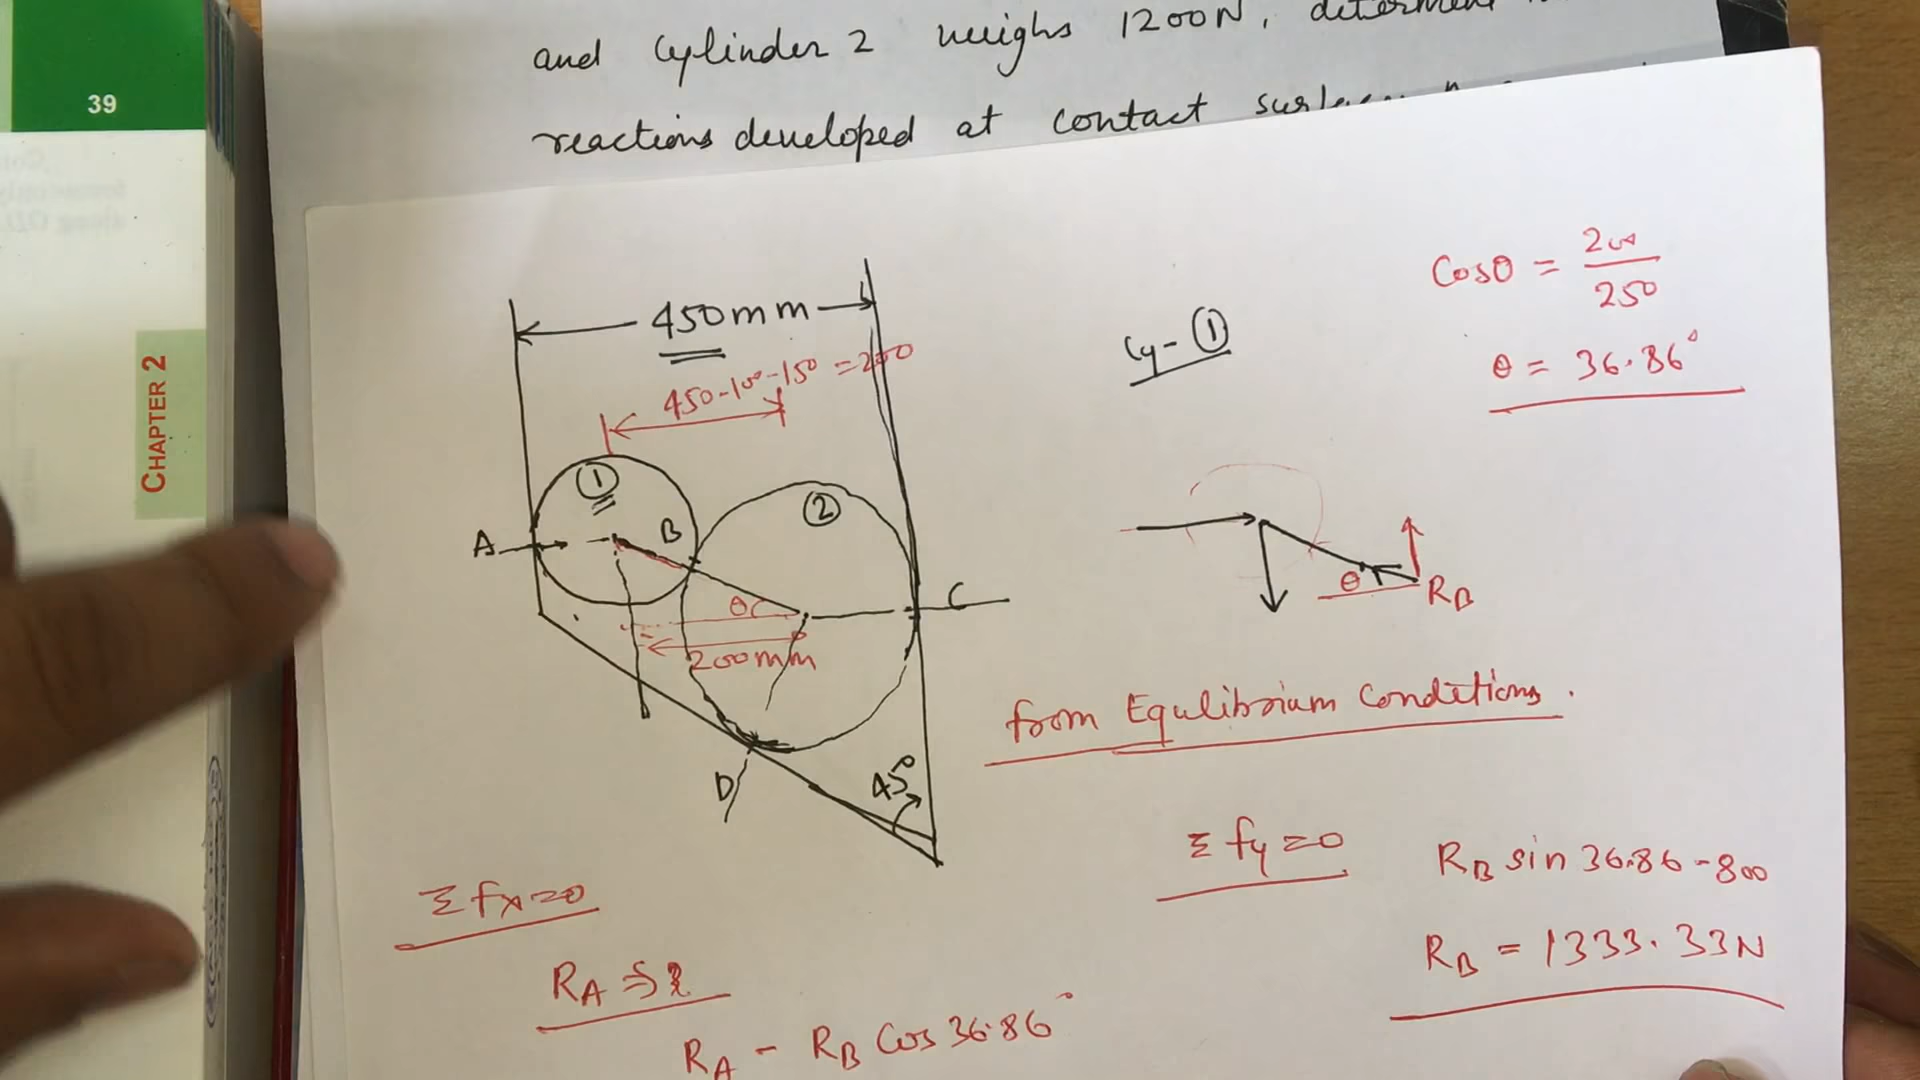 39
CHAPTER 2
and Cylinder 2 weighs 1200N,
reactions developed at contact
450mm
450-100-150=200
1
2
A
B
C
θ
200mm
D
45°
Cy-1
Cosθ = 200/250
θ = 36.86°
θ
RB
from Equlibrium Conditions.
Σfy=0
RB sin 36.86-800
RB = 1333.33N
Σfx=0
RA
RA - RB Cos 36.86°